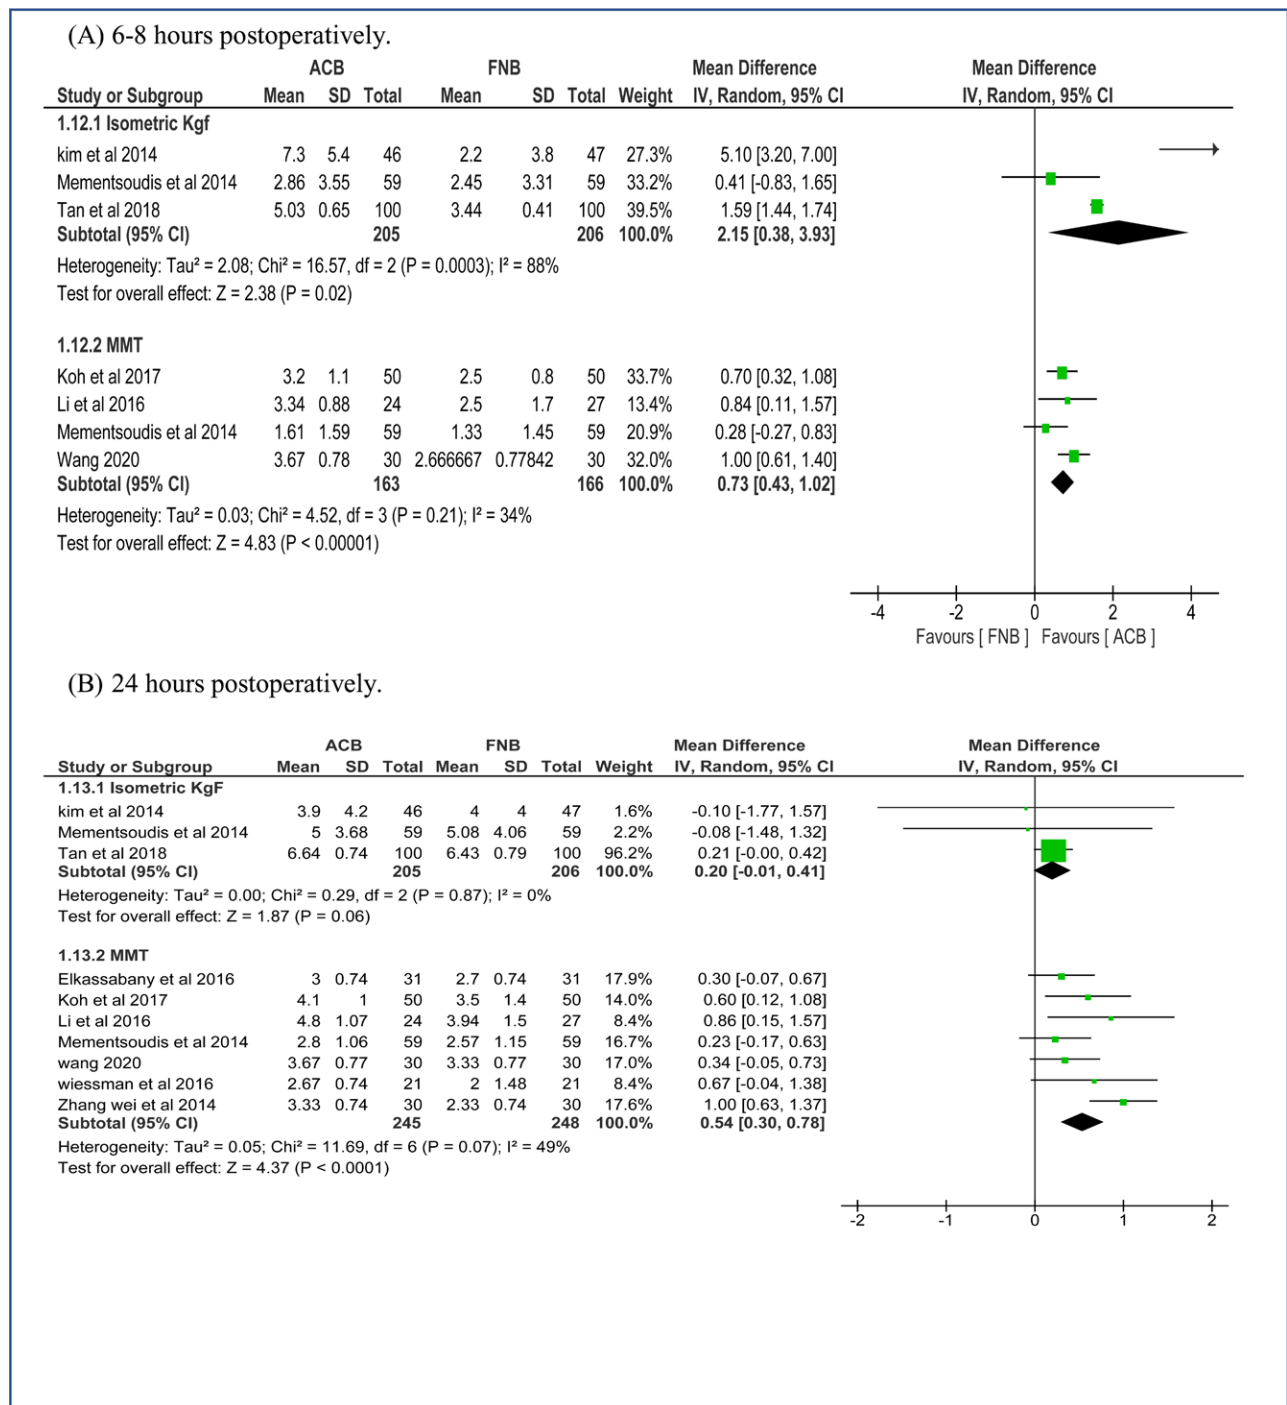 (A) 6-8 hours postoperatively.
ACB FNB Mean Difference Mean Difference
Study or Subgroup Mean SD Total Mean SD Total Weight IV, Random, 95% CI IV, Random, 95% CI
1.12.1 Isometric Kgf
kim et al 2014 7.3 5.4 46 2.2 3.8 47 27.3% 5.10 [3.20, 7.00]
Mementsoudis et al 2014 2.86 3.55 59 2.45 3.31 59 33.2% 0.41 [-0.83, 1.65]
Tan et al 2018 5.03 0.65 100 3.44 0.41 100 39.5% 1.59 [1.44, 1.74]
Subtotal (95% CI) 205 206 100.0% 2.15 [0.38, 3.93]
Heterogeneity: Tau² = 2.08; Chi² = 16.57, df = 2 (P = 0.0003); I² = 88%
Test for overall effect: Z = 2.38 (P = 0.02)
1.12.2 MMT
Koh et al 2017 3.2 1.1 50 2.5 0.8 50 33.7% 0.70 [0.32, 1.08]
Li et al 2016 3.34 0.88 24 2.5 1.7 27 13.4% 0.84 [0.11, 1.57]
Mementsoudis et al 2014 1.61 1.59 59 1.33 1.45 59 20.9% 0.28 [-0.27, 0.83]
Wang 2020 3.67 0.78 30 2.666667 0.77842 30 32.0% 1.00 [0.61, 1.40]
Subtotal (95% CI) 163 166 100.0% 0.73 [0.43, 1.02]
Heterogeneity: Tau² = 0.03; Chi² = 4.52, df = 3 (P = 0.21); I² = 34%
Test for overall effect: Z = 4.83 (P < 0.00001)
-4 -2 0 2 4
Favours [ FNB ] Favours [ ACB ]
(B) 24 hours postoperatively.
ACB FNB Mean Difference Mean Difference
Study or Subgroup Mean SD Total Mean SD Total Weight IV, Random, 95% CI IV, Random, 95% CI
1.13.1 Isometric KgF
kim et al 2014 3.9 4.2 46 4 4 47 1.6% -0.10 [-1.77, 1.57]
Mementsoudis et al 2014 5 3.68 59 5.08 4.06 59 2.2% -0.08 [-1.48, 1.32]
Tan et al 2018 6.64 0.74 100 6.43 0.79 100 96.2% 0.21 [-0.00, 0.42]
Subtotal (95% CI) 205 206 100.0% 0.20 [-0.01, 0.41]
Heterogeneity: Tau² = 0.00; Chi² = 0.29, df = 2 (P = 0.87); I² = 0%
Test for overall effect: Z = 1.87 (P = 0.06)
1.13.2 MMT
Elkassabany et al 2016 3 0.74 31 2.7 0.74 31 17.9% 0.30 [-0.07, 0.67]
Koh et al 2017 4.1 1 50 3.5 1.4 50 14.0% 0.60 [0.12, 1.08]
Li et al 2016 4.8 1.07 24 3.94 1.5 27 8.4% 0.86 [0.15, 1.57]
Mementsoudis et al 2014 2.8 1.06 59 2.57 1.15 59 16.7% 0.23 [-0.17, 0.63]
wang 2020 3.67 0.77 30 3.33 0.77 30 17.0% 0.34 [-0.05, 0.73]
wiessman et al 2016 2.67 0.74 21 2 1.48 21 8.4% 0.67 [-0.04, 1.38]
Zhang wei et al 2014 3.33 0.74 30 2.33 0.74 30 17.6% 1.00 [0.63, 1.37]
Subtotal (95% CI) 245 248 100.0% 0.54 [0.30, 0.78]
Heterogeneity: Tau² = 0.05; Chi² = 11.69, df = 6 (P = 0.07); I² = 49%
Test for overall effect: Z = 4.37 (P < 0.0001)
-2 -1 0 1 2